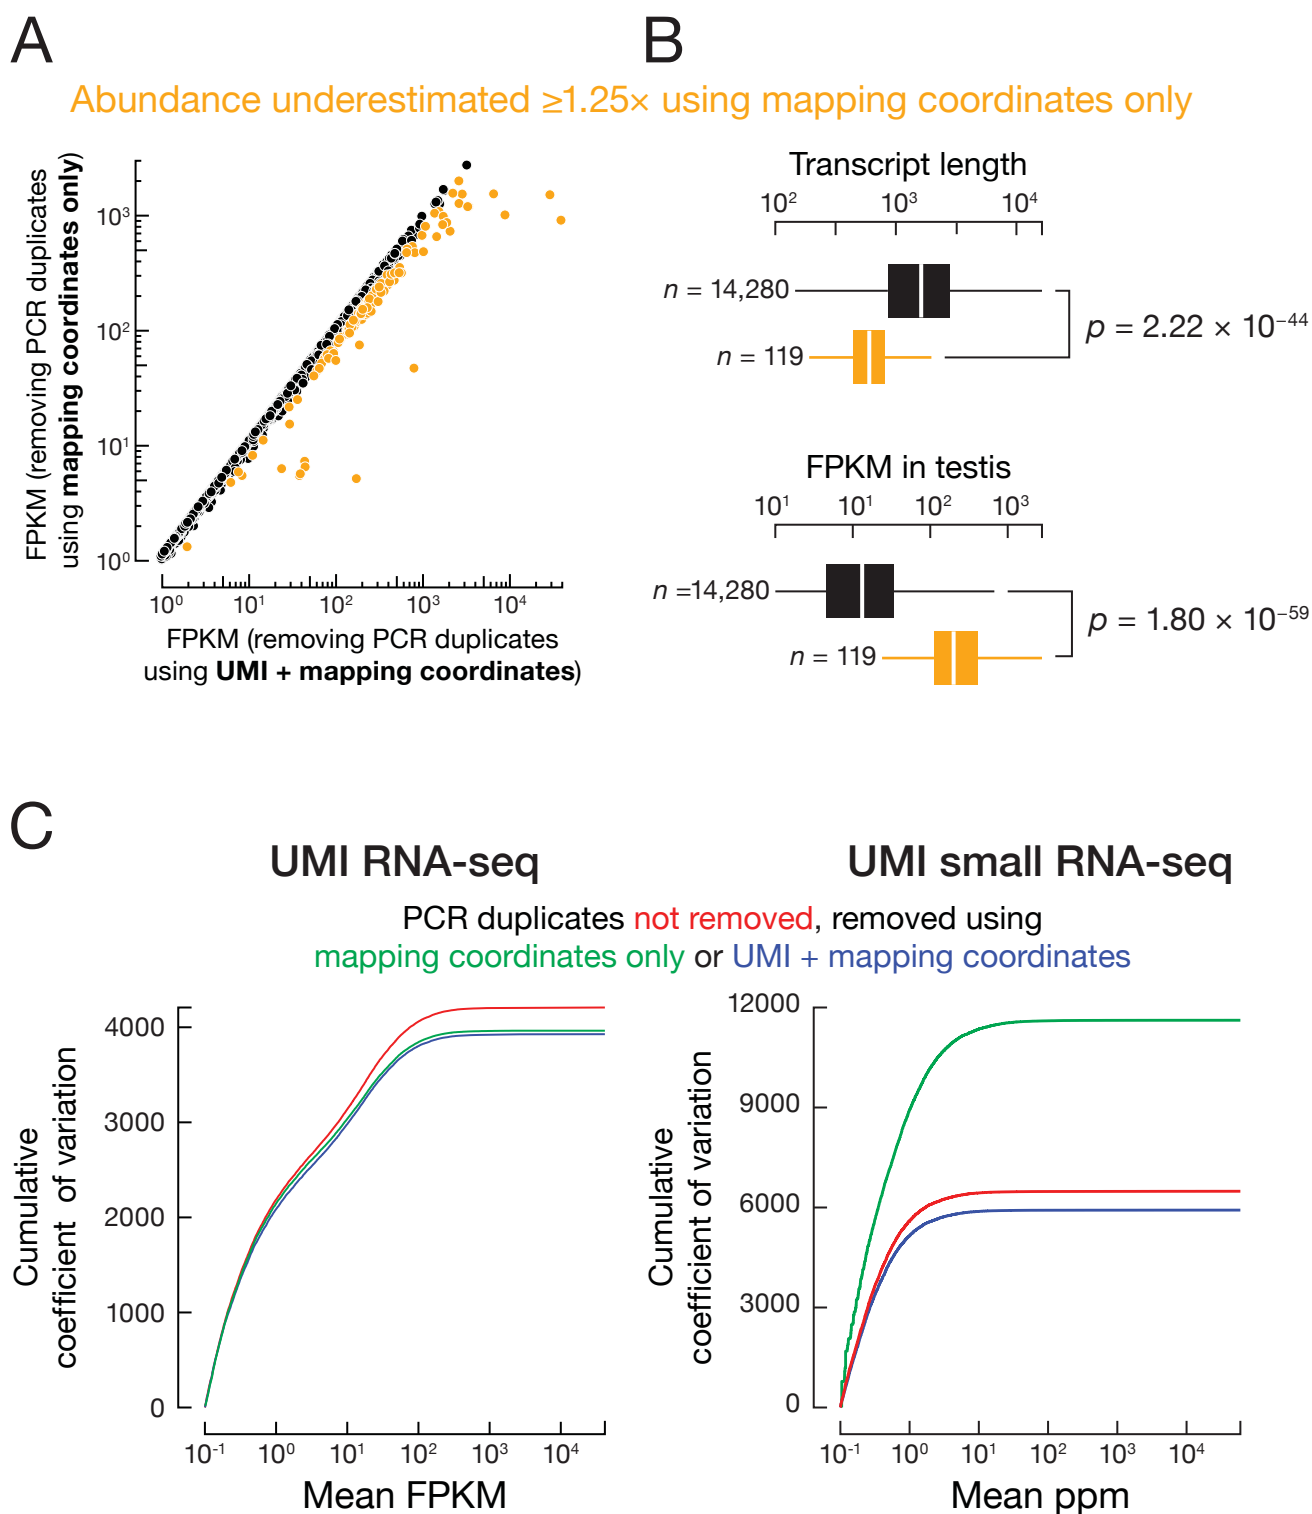 A
B
Abundance underestimated ≥1.25× using mapping coordinates only
FPKM (removing PCR duplicates
using mapping coordinates only)
10³
10²
10¹
10⁰
10⁰ 10¹ 10² 10³ 10⁴
FPKM (removing PCR duplicates
using UMI + mapping coordinates)
Transcript length
10² 10³ 10⁴
n = 14,280
n = 119
p = 2.22 × 10⁻⁴⁴
FPKM in testis
10¹ 10¹ 10² 10³
n =14,280
n = 119
p = 1.80 × 10⁻⁵⁹
C
UMI RNA-seq
UMI small RNA-seq
PCR duplicates not removed, removed using
mapping coordinates only or UMI + mapping coordinates
Cumulative
coefficient of variation
4000
3000
2000
1000
0
10⁻¹ 10⁰ 10¹ 10² 10³ 10⁴
Mean FPKM
Cumulative
coefficient of variation
12000
9000
6000
3000
0
10⁻¹ 10⁰ 10¹ 10² 10³ 10⁴
Mean ppm